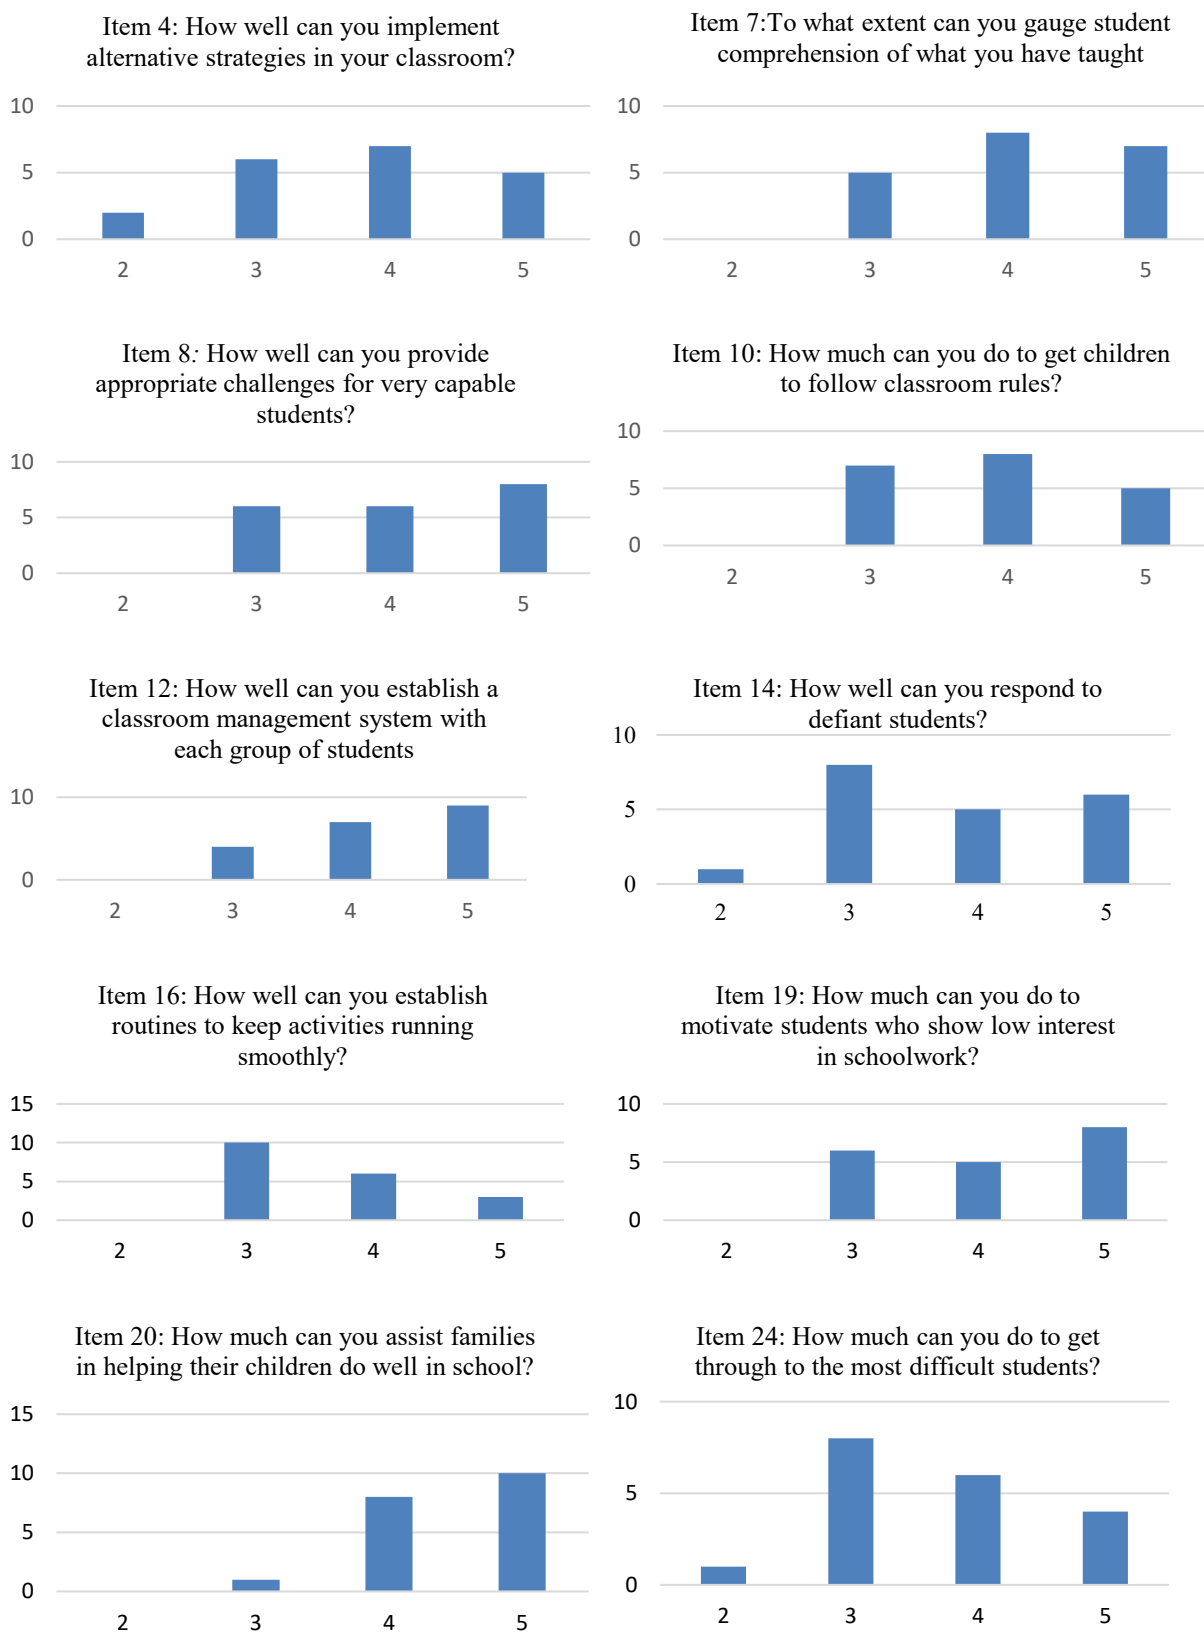 Item 4: How well can you implement
alternative strategies in your classroom?
10
5
0
2 3 4 5
Item 7:To what extent can you gauge student
comprehension of what you have taught
10
5
0
2 3 4 5
Item 8: How well can you provide
appropriate challenges for very capable
students?
10
5
0
2 3 4 5
Item 10: How much can you do to get children
to follow classroom rules?
10
5
0
2 3 4 5
Item 12: How well can you establish a
classroom management system with
each group of students
10
0
2 3 4 5
Item 14: How well can you respond to
defiant students?
10
5
0
2 3 4 5
Item 16: How well can you establish
routines to keep activities running
smoothly?
15
10
5
0
2 3 4 5
Item 19: How much can you do to
motivate students who show low interest
in schoolwork?
10
5
0
2 3 4 5
Item 20: How much can you assist families
in helping their children do well in school?
15
10
5
0
2 3 4 5
Item 24: How much can you do to get
through to the most difficult students?
10
5
0
2 3 4 5